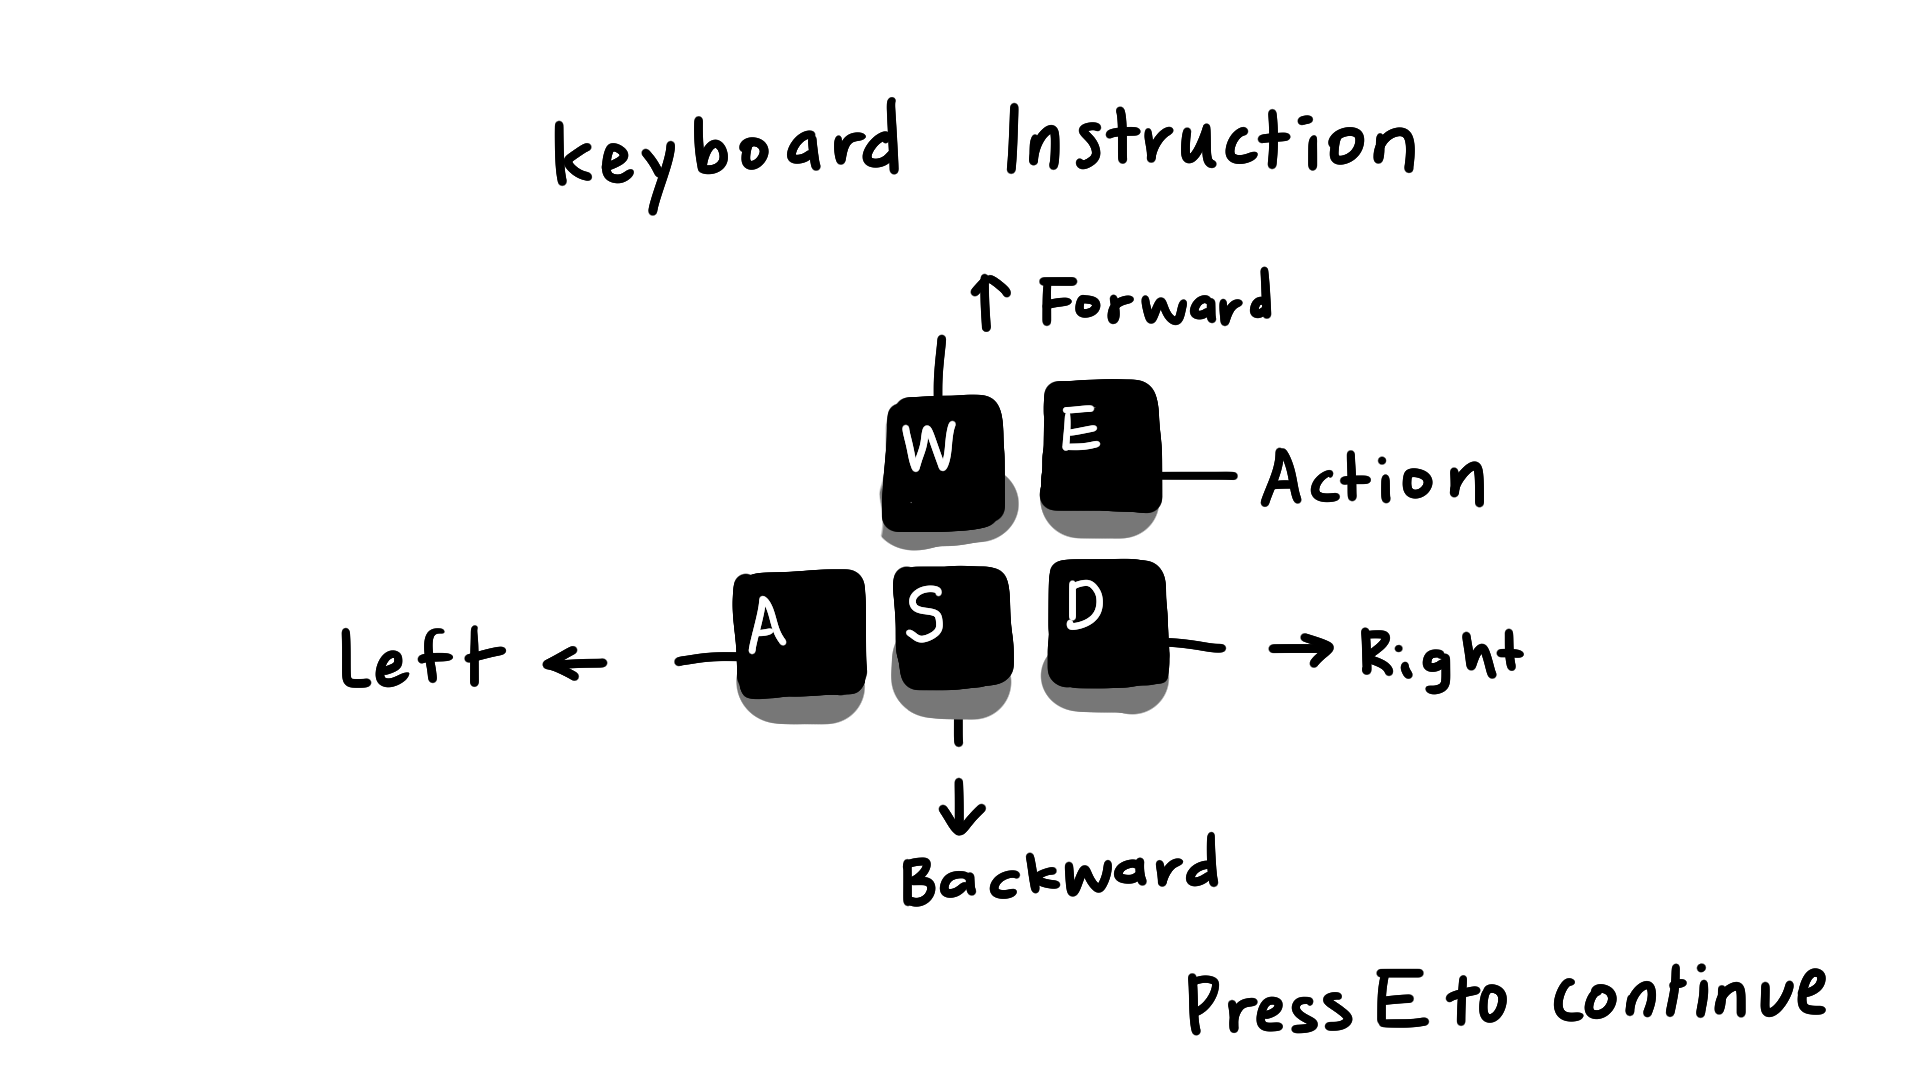 keyboard Instruction
↑ Forward
W E
Action
A S D
Left ← → Right
↓
Backward
Press E to continue